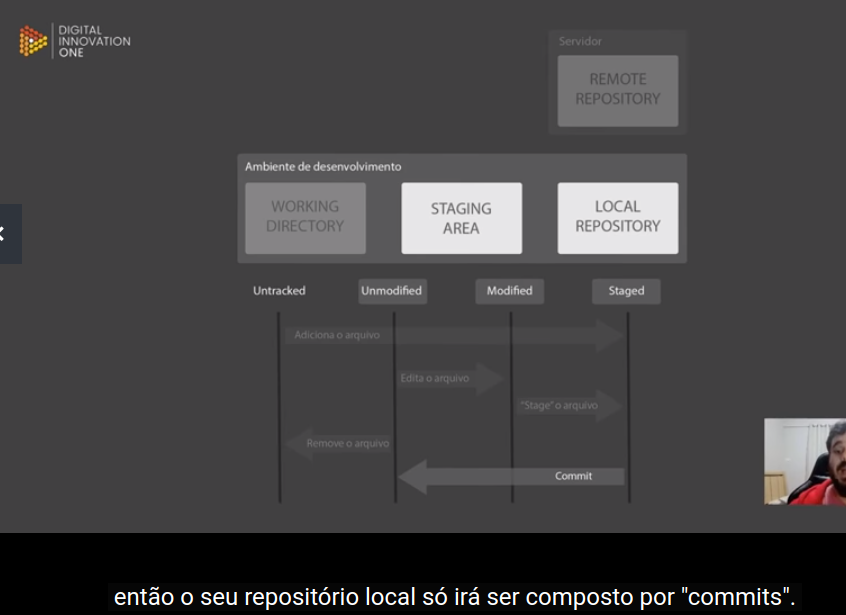 DIGITAL
INNOVATION
ONE
Servidor
REMOTE
REPOSITORY
Ambiente de desenvolvimento
WORKING
DIRECTORY
STAGING
AREA
LOCAL
REPOSITORY
Untracked
Unmodified
Modified
Staged
Adiciona o arquivo
Edita o arquivo
"Stage" o arquivo
Remove o arquivo
Commit
então o seu repositório local só irá ser composto por "commits".